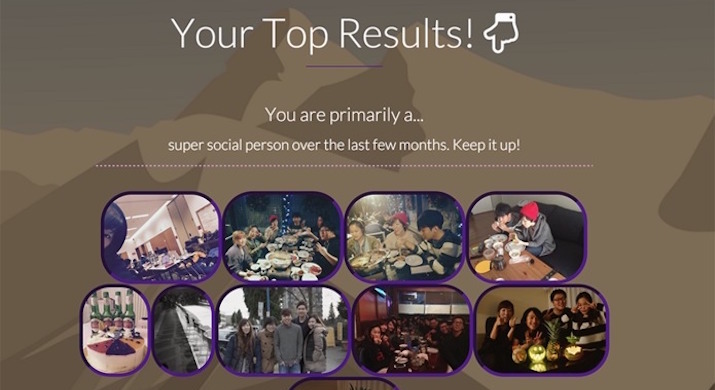 Your Top Results!
You are primarily a...
super social person over the last few months. Keep it up!